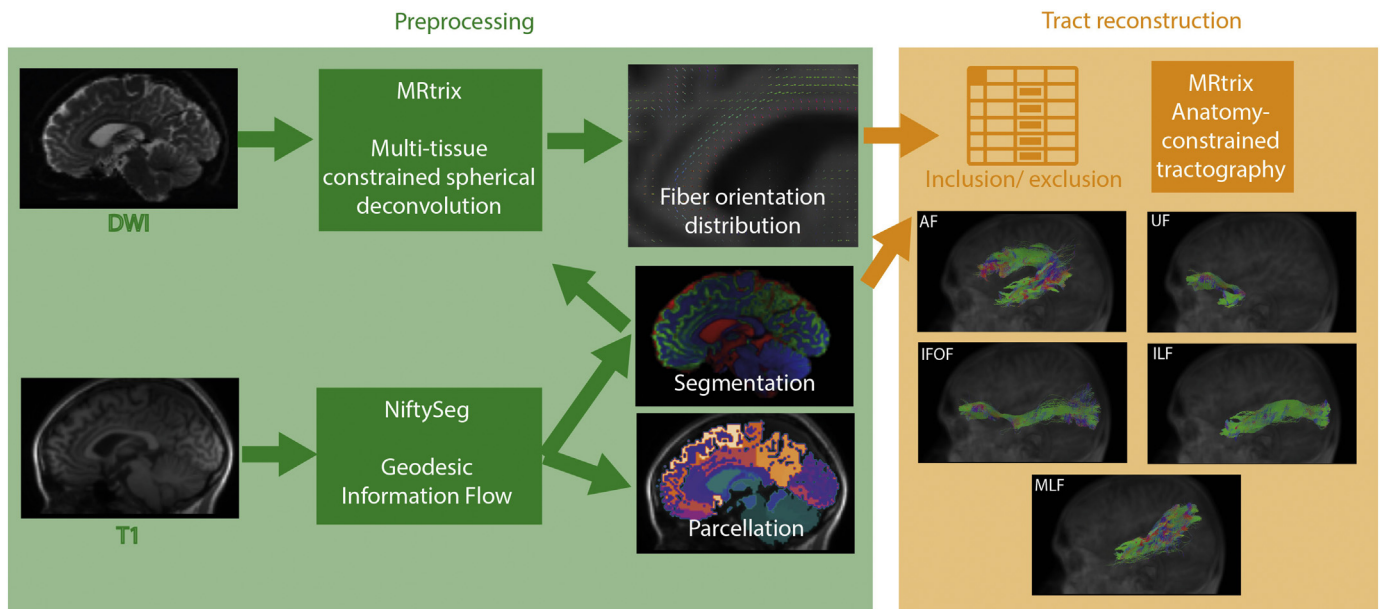 Preprocessing
Tract reconstruction
DWI
MRtrix
Multi-tissue
constrained spherical
deconvolution
Fiber orientation
distribution
T1
NiftySeg
Geodesic
Information Flow
Segmentation
Parcellation
Inclusion/ exclusion
MRtrix
Anatomy-
constrained
tractography
AF
UF
IFOF
ILF
MLF